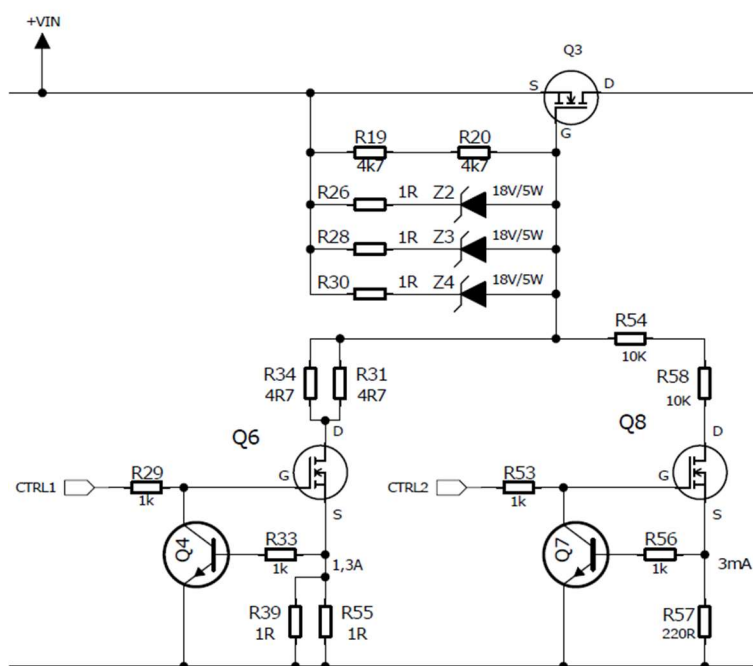 +VIN
Q3
S
D
G
R19
4k7
R20
4k7
R26
1R
Z2
18V/5W
R28
1R
Z3
18V/5W
R30
1R
Z4
18V/5W
R54
10K
R34
4R7
R31
4R7
R58
10K
Q6
D
Q8
D
CTRL1
R29
1k
G
S
CTRL2
R53
1k
G
S
Q4
R33
1k
1,3A
Q7
R56
1k
3mA
R39
1R
R55
1R
R57
220R